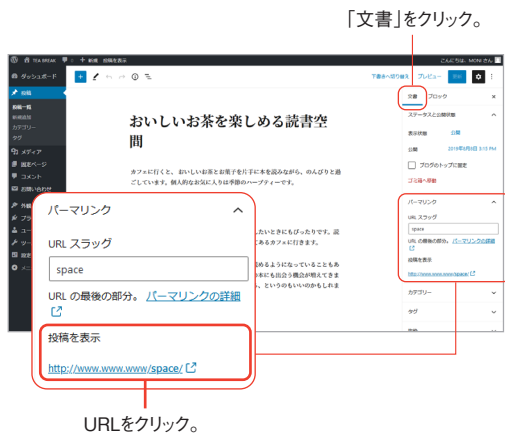 「文書」をクリック。
TEA BREAK
+ 新規 投稿を表示
こんにちは、MONI さん
ダッシュボード
下書きへ切り替え プレビュー 更新
投稿
文書 ブロック
投稿一覧
新規追加
カテゴリー
タグ
メディア
固定ページ
コメント
お問い合わせ
おいしいお茶を楽しめる読書空
間
カフェに行くと、おいしいお茶とお菓子を片手に本を読みながら、のんびりと過
ごしています。個人的なお気に入りは季節のハーブティーです。
ステータスと公開状態
表示状態 公開
公開 2019年6月5日 3:13 PM
ブログのトップに固定
ゴミ箱へ移動
パーマリンク
URL スラッグ
space
URL の最後の部分。 パーマリンクの詳細
投稿を表示
http://www.www.www/space/
カテゴリー
タグ
したいときにもぴったりです。読
にあるカフェに行きます。
めるようになっていることもあ
の本にも出会う機会が増えてきま
、というのもいいのかもしれま
パーマリンク
URL スラッグ
space
URL の最後の部分。 パーマリンクの詳細
投稿を表示
http://www.www.www/space/
URLをクリック。